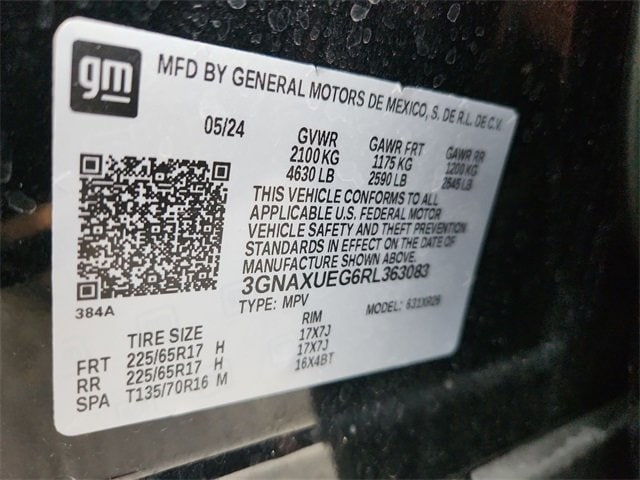 gm
MFD BY GENERAL MOTORS DE MEXICO, S. DE R.L. DE C.V.
05/24 GVWR GAWR FRT GAWR RR
2100 KG 1175 KG 1200 KG
4630 LB 2590 LB 2645 LB
THIS VEHICLE CONFORMS TO ALL
APPLICABLE U.S. FEDERAL MOTOR
VEHICLE SAFETY AND THEFT PREVENTION
STANDARDS IN EFFECT ON THE DATE OF
MANUFACTURE SHOWN ABOVE.
3GNAXUEG6RL363083
384A TYPE: MPV MODEL:
TIRE SIZE RIM
FRT 225/65R17 H 17X7J
RR 225/65R17 H 17X7J
SPA T135/70R16 M 16X4BT